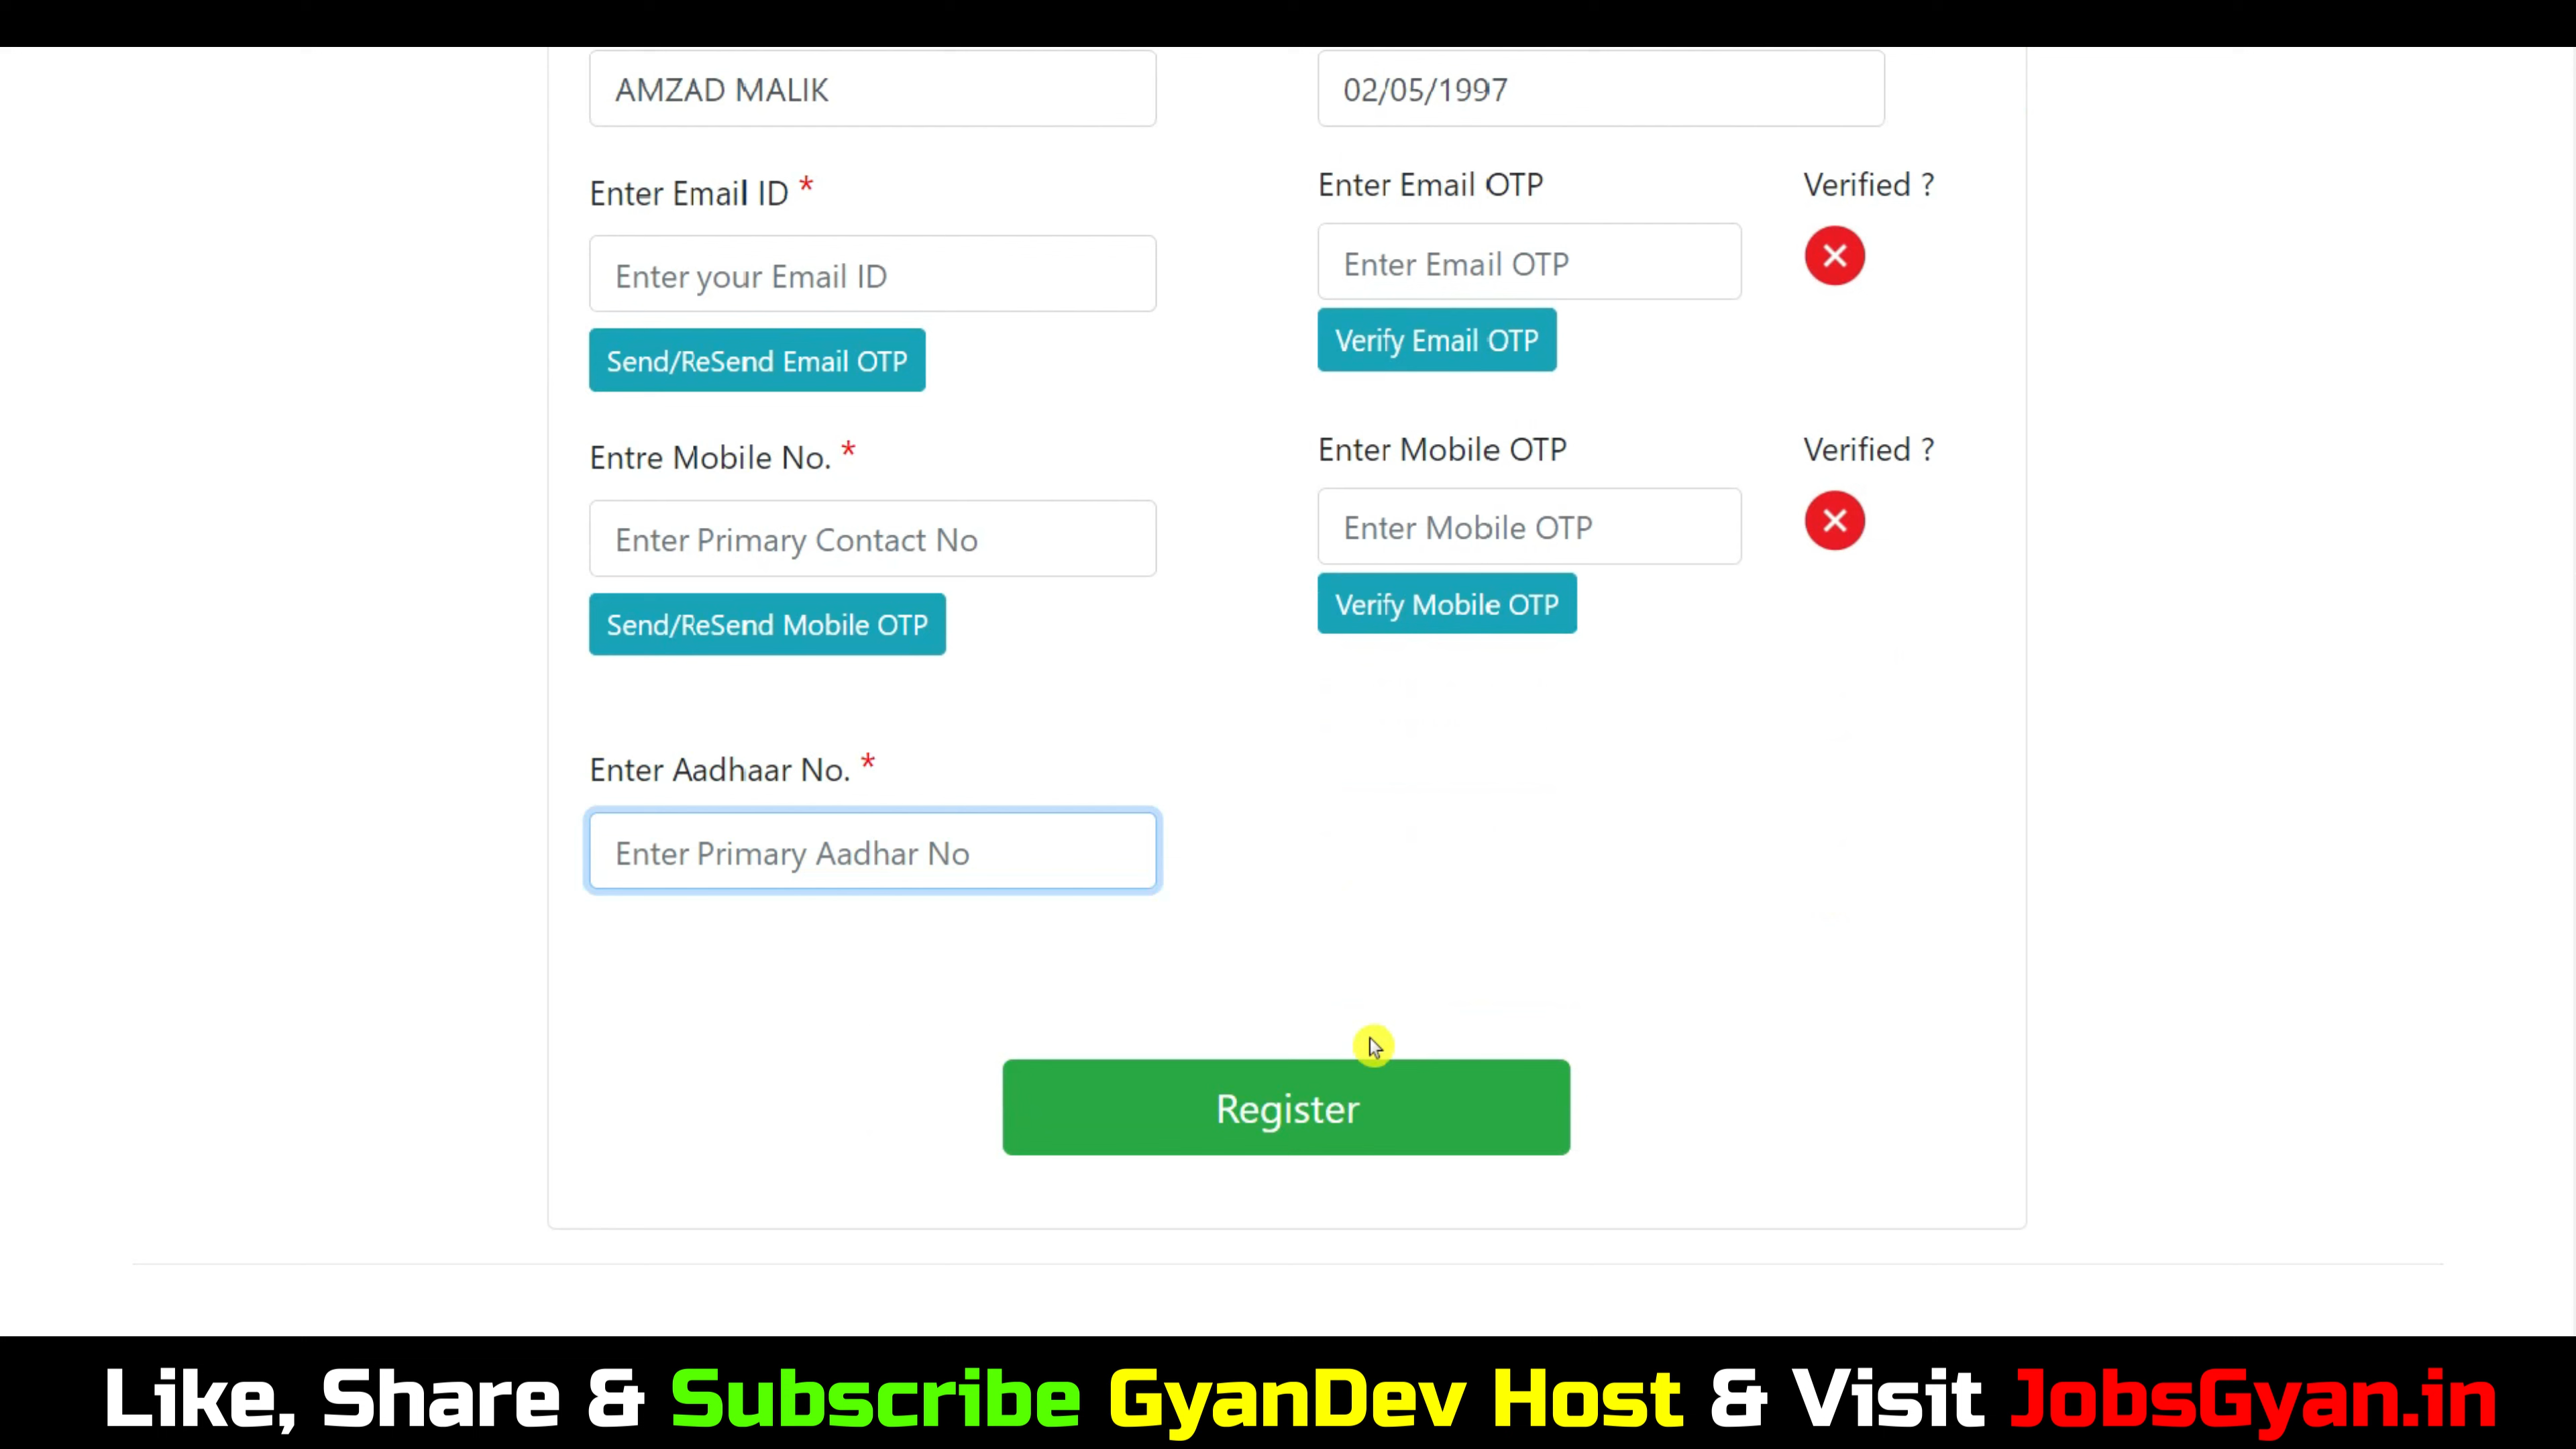 AMZAD MALIK
02/05/1997
Enter Email ID *
Enter Email OTP
Verified ?
Enter your Email ID
Enter Email OTP
Send/ReSend Email OTP
Verify Email OTP
Entre Mobile No. *
Enter Mobile OTP
Verified ?
Enter Primary Contact No
Enter Mobile OTP
Send/ReSend Mobile OTP
Verify Mobile OTP
Enter Aadhaar No. *
Enter Primary Aadhar No
Register
Like, Share & Subscribe GyanDev Host & Visit JobsGyan.in